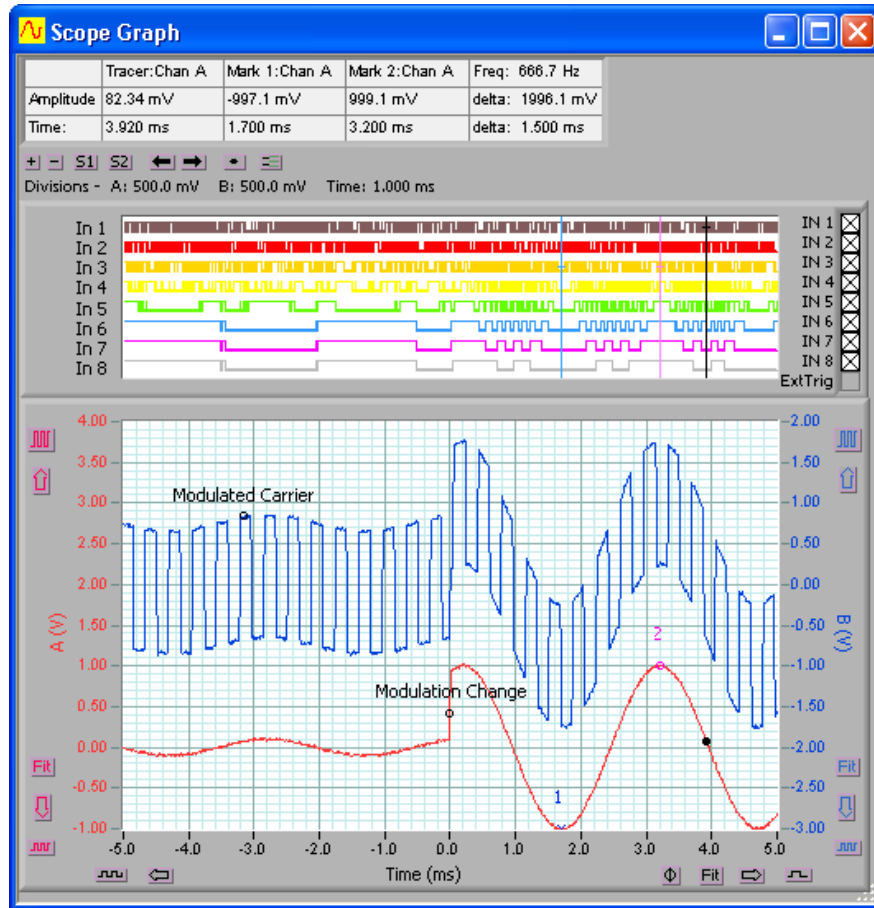 Scope Graph
Tracer:Chan A Mark 1:Chan A Mark 2:Chan A Freq: 666.7 Hz
Amplitude 82.34 mV -997.1 mV 999.1 mV delta: 1996.1 mV
Time: 3.920 ms 1.700 ms 3.200 ms delta: 1.500 ms
+ - S1 S2
Divisions - A: 500.0 mV B: 500.0 mV Time: 1.000 ms
In 1 IN 1
In 2 IN 2
In 3 IN 3
In 4 IN 4
In 5 IN 5
In 6 IN 6
In 7 IN 7
In 8 IN 8
ExtTrig
4.00 2.00
3.50 1.50
3.00 1.00
Modulated Carrier
2.50 0.50
2.00 0.00
1.50 -0.50
A (V) B (V)
2
1.00 -1.00
Modulation Change
0.50 -1.50
0.00 -2.00
Fit Fit
-0.50 -2.50
1
-1.00 -3.00
-5.0 -4.0 -3.0 -2.0 -1.0 0.0 1.0 2.0 3.0 4.0 5.0
Time (ms)
Φ Fit